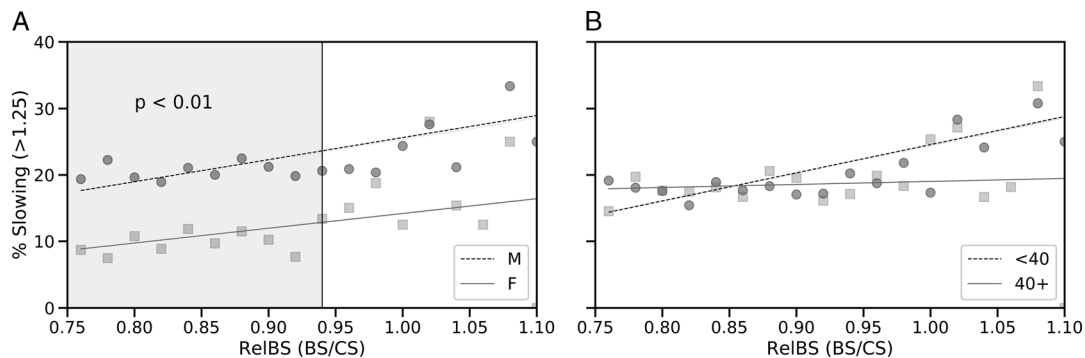 A
% Slowing (>1.25)
40
30
20
10
0
p < 0.01
M
F
0.75 0.80 0.85 0.90 0.95 1.00 1.05 1.10
RelBS (BS/CS)
B
<40
40+
0.75 0.80 0.85 0.90 0.95 1.00 1.05 1.10
RelBS (BS/CS)